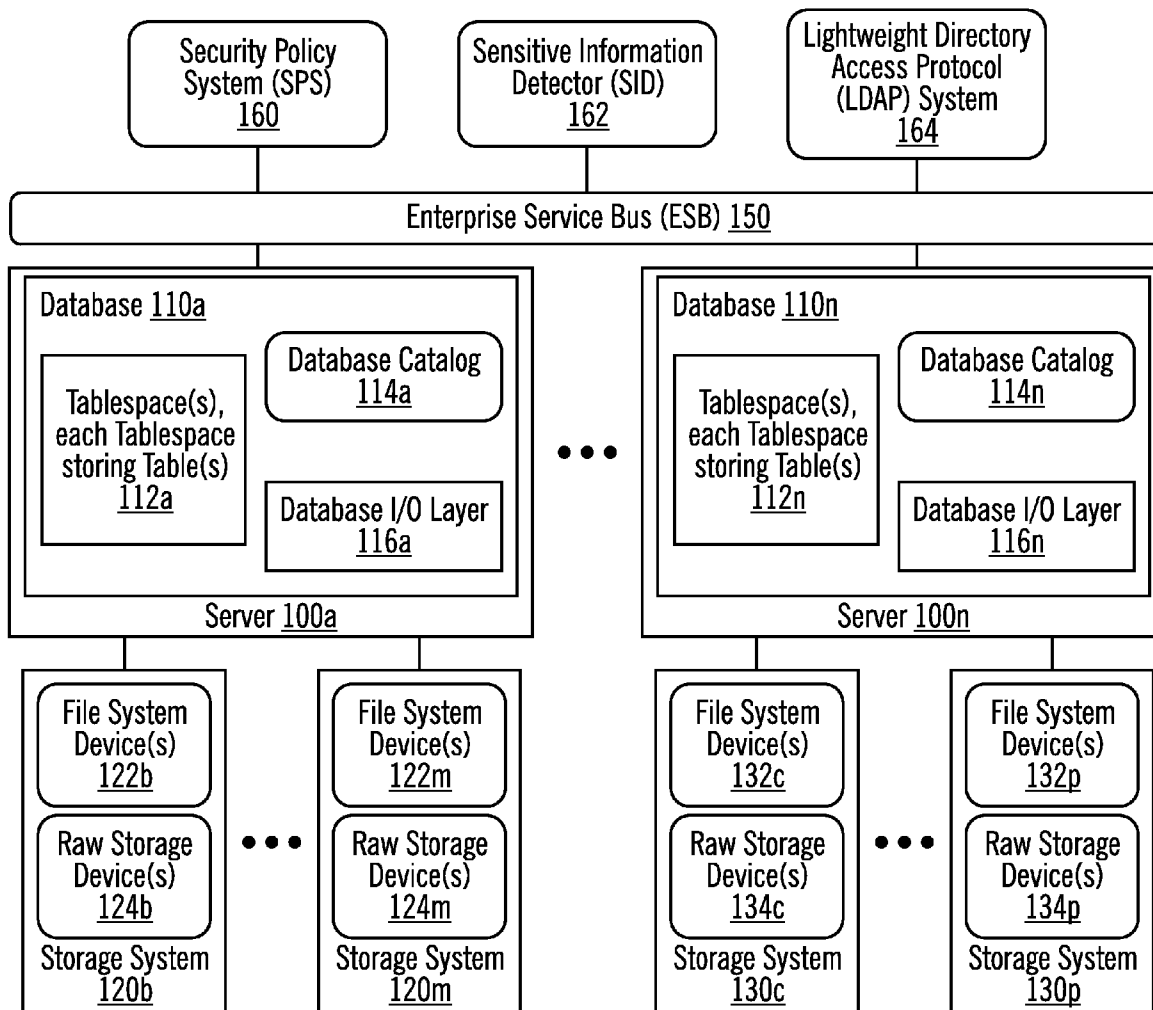 Security Policy
System (SPS)
160
Sensitive Information
Detector (SID)
162
Lightweight Directory
Access Protocol
(LDAP) System
164
Enterprise Service Bus (ESB) 150
Database 110a
Tablespace(s),
each Tablespace
storing Table(s)
112a
Database Catalog
114a
Database I/O Layer
116a
Server 100a
Database 110n
Tablespace(s),
each Tablespace
storing Table(s)
112n
Database Catalog
114n
Database I/O Layer
116n
Server 100n
File System
Device(s)
122b
Raw Storage
Device(s)
124b
Storage System
120b
File System
Device(s)
122m
Raw Storage
Device(s)
124m
Storage System
120m
File System
Device(s)
132c
Raw Storage
Device(s)
134c
Storage System
130c
File System
Device(s)
132p
Raw Storage
Device(s)
134p
Storage System
130p